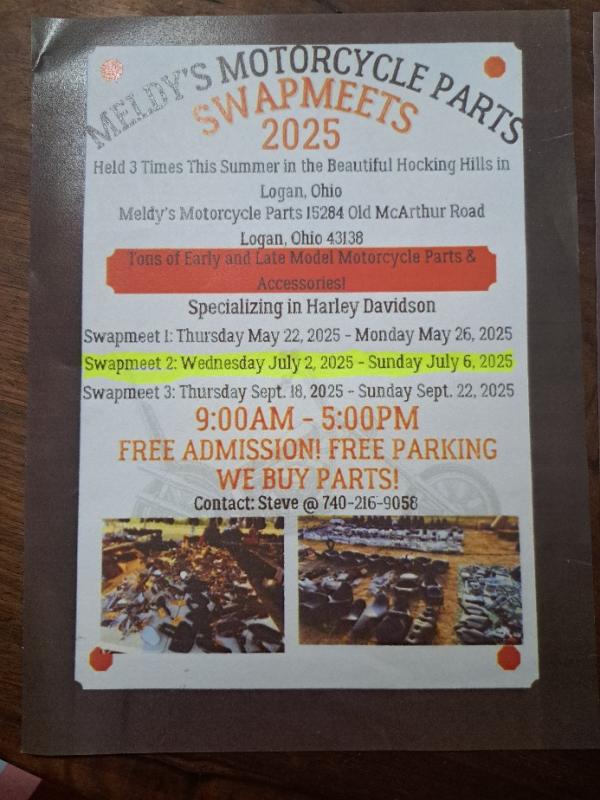 MELDY'S MOTORCYCLE PARTS
SWAPMEETS
2025
Held 3 Times This Summer in the Beautiful Hocking Hills in
Logan, Ohio
Meldy's Motorcycle Parts 15284 Old McArthur Road
Logan, Ohio 43138
Tons of Early and Late Model Motorcycle Parts &
Accessories!
Specializing in Harley Davidson
Swapmeet 1: Thursday May 22, 2025 - Monday May 26, 2025
Swapmeet 2: Wednesday July 2, 2025 - Sunday July 6, 2025
Swapmeet 3: Thursday Sept. 18, 2025 - Sunday Sept. 22, 2025
9:00AM - 5:00PM
FREE ADMISSION! FREE PARKING
WE BUY PARTS!
Contact: Steve @ 740-216-9058